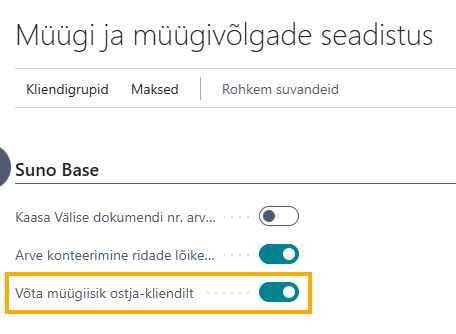 Müügi ja müügivõlgade seadistus
Kliendigrupid Maksed Rohkem suvandeid
Suno Base
Kaasa Välise dokumendi nr. arv...
Arve konteerimine ridade lõike...
Võta müügiisik ostja-kliendilt